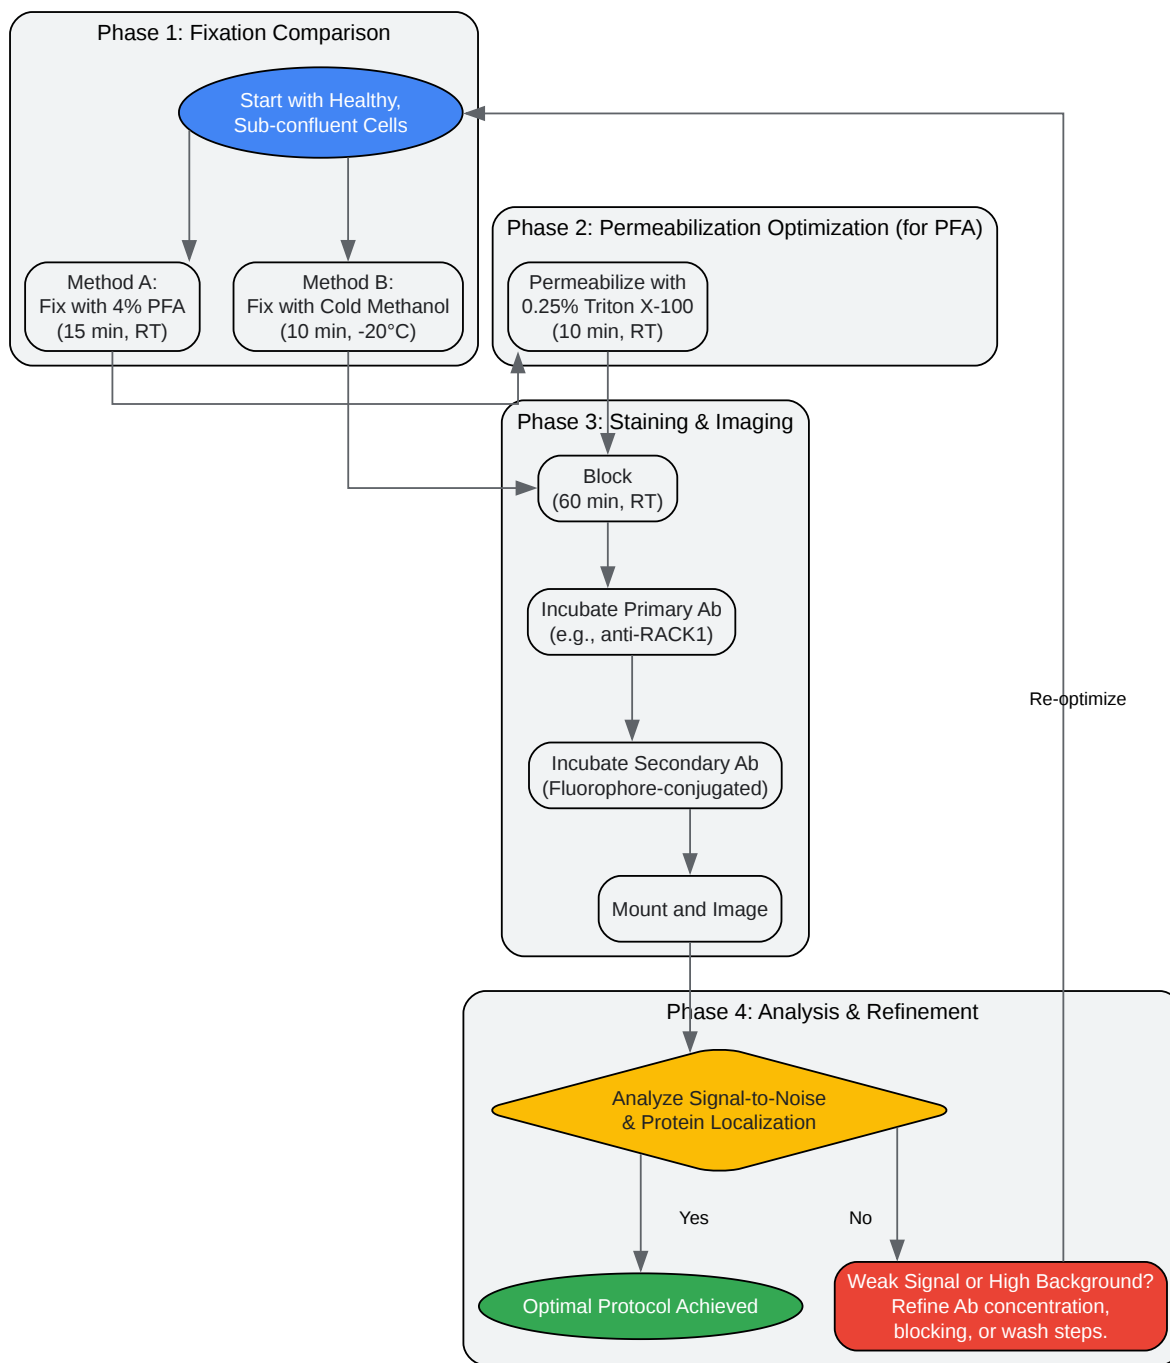 Phase 1: Fixation Comparison
Start with Healthy,
Sub-confluent Cells
Method A:
Fix with 4% PFA
(15 min, RT)
Method B:
Fix with Cold Methanol
(10 min, -20°C)
Phase 2: Permeabilization Optimization (for PFA)
Permeabilize with
0.25% Triton X-100
(10 min, RT)
Phase 3: Staining & Imaging
Block
(60 min, RT)
Incubate Primary Ab
(e.g., anti-RACK1)
Incubate Secondary Ab
(Fluorophore-conjugated)
Mount and Image
Re-optimize
Phase 4: Analysis & Refinement
Analyze Signal-to-Noise
& Protein Localization
Yes
No
Optimal Protocol Achieved
Weak Signal or High Background?
Refine Ab concentration,
blocking, or wash steps.